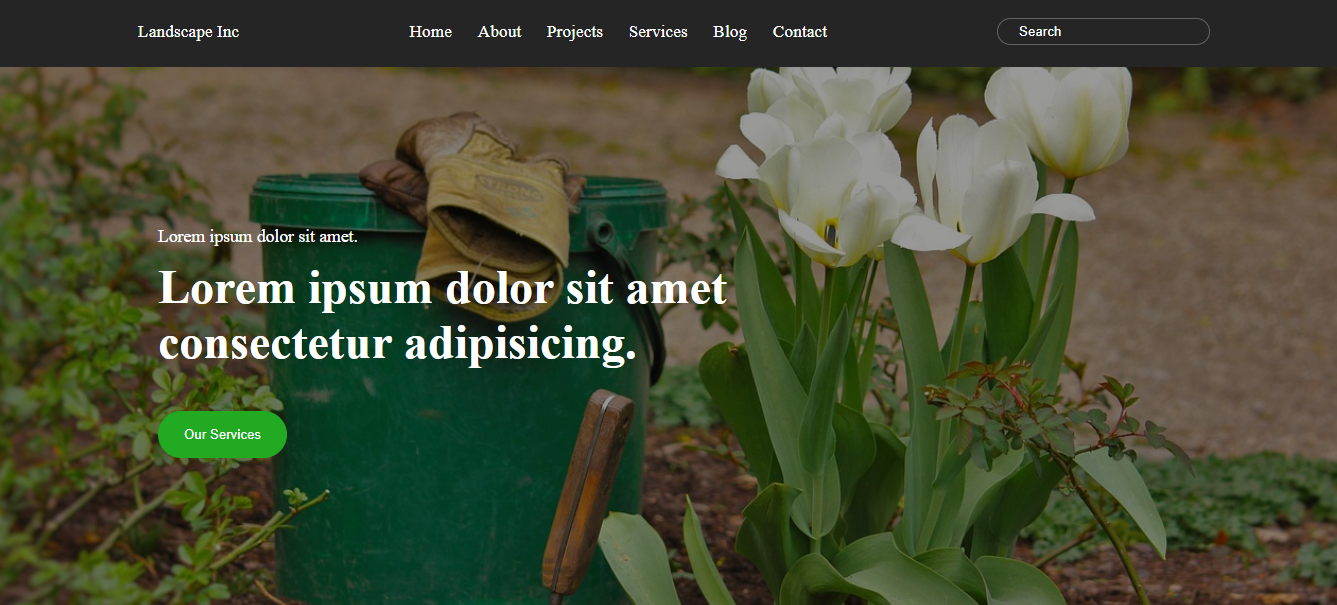 Landscape Inc Home About Projects Services Blog Contact Search
Lorem ipsum dolor sit amet.
Lorem ipsum dolor sit amet
consectetur adipisicing.
Our Services